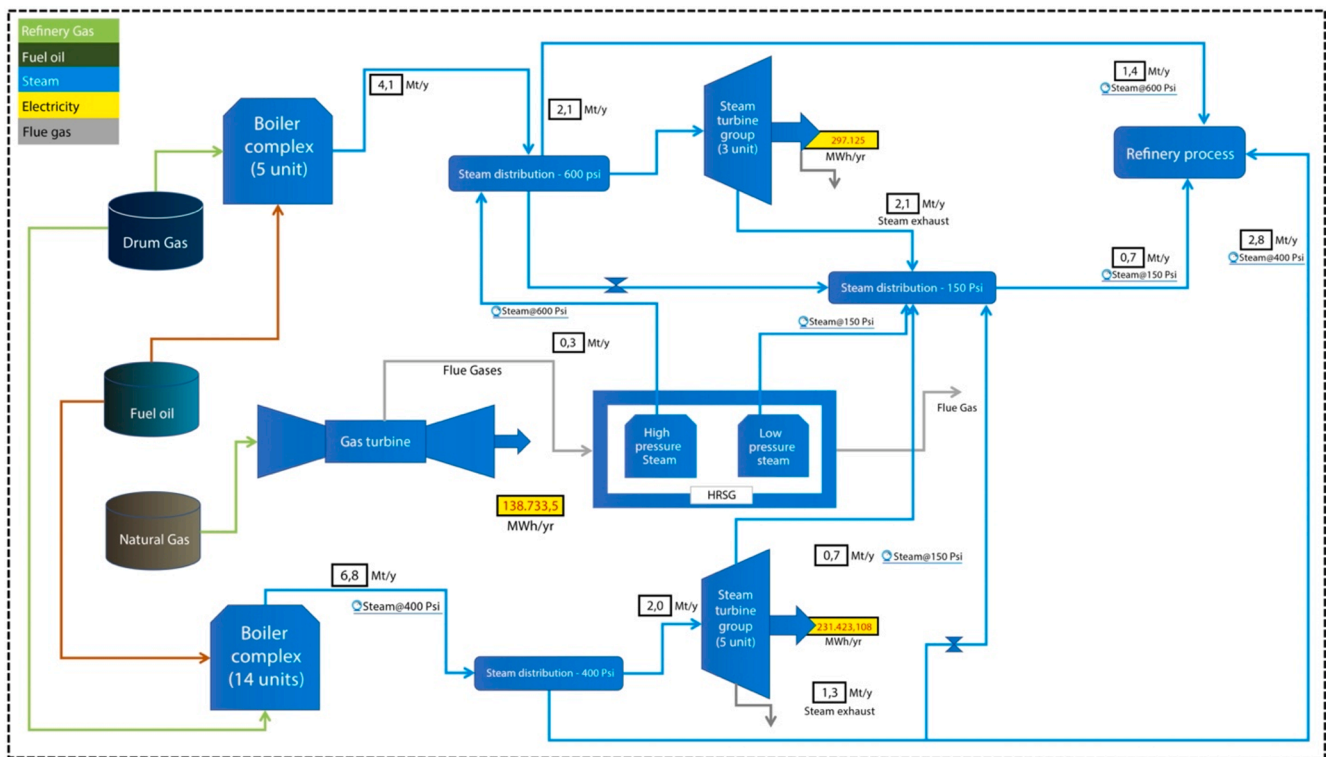 Refinery Gas
Fuel oil
Steam
Electricity
Flue gas
4,1 Mt/y
Boiler
complex
(5 unit)
2,1 Mt/y
Steam distribution - 600 psi
Steam
turbine
group
(3 unit)
297.125
MWh/yr
1,4 Mt/y
Steam@600 Psi
Refinery process
Drum Gas
2,1 Mt/y
Steam exhaust
2,8 Mt/y
Steam@400 Psi
0,7 Mt/y
Steam@150 Psi
Steam distribution - 150 Psi
Steam@600 Psi
Steam@150 Psi
0,3 Mt/y
Flue Gases
Fuel oil
Gas turbine
High
pressure
Steam
Low
pressure
steam
HRSG
Flue Gas
138.733,5
MWh/yr
Natural Gas
6,8 Mt/y
Steam@400 Psi
0,7 Mt/y Steam@150 Psi
2,0 Mt/y
Steam
turbine
group
(5 unit)
231.423,108
MWh/yr
Boiler
complex
(14 units)
Steam distribution - 400 Psi
1,3 Mt/y
Steam exhaust